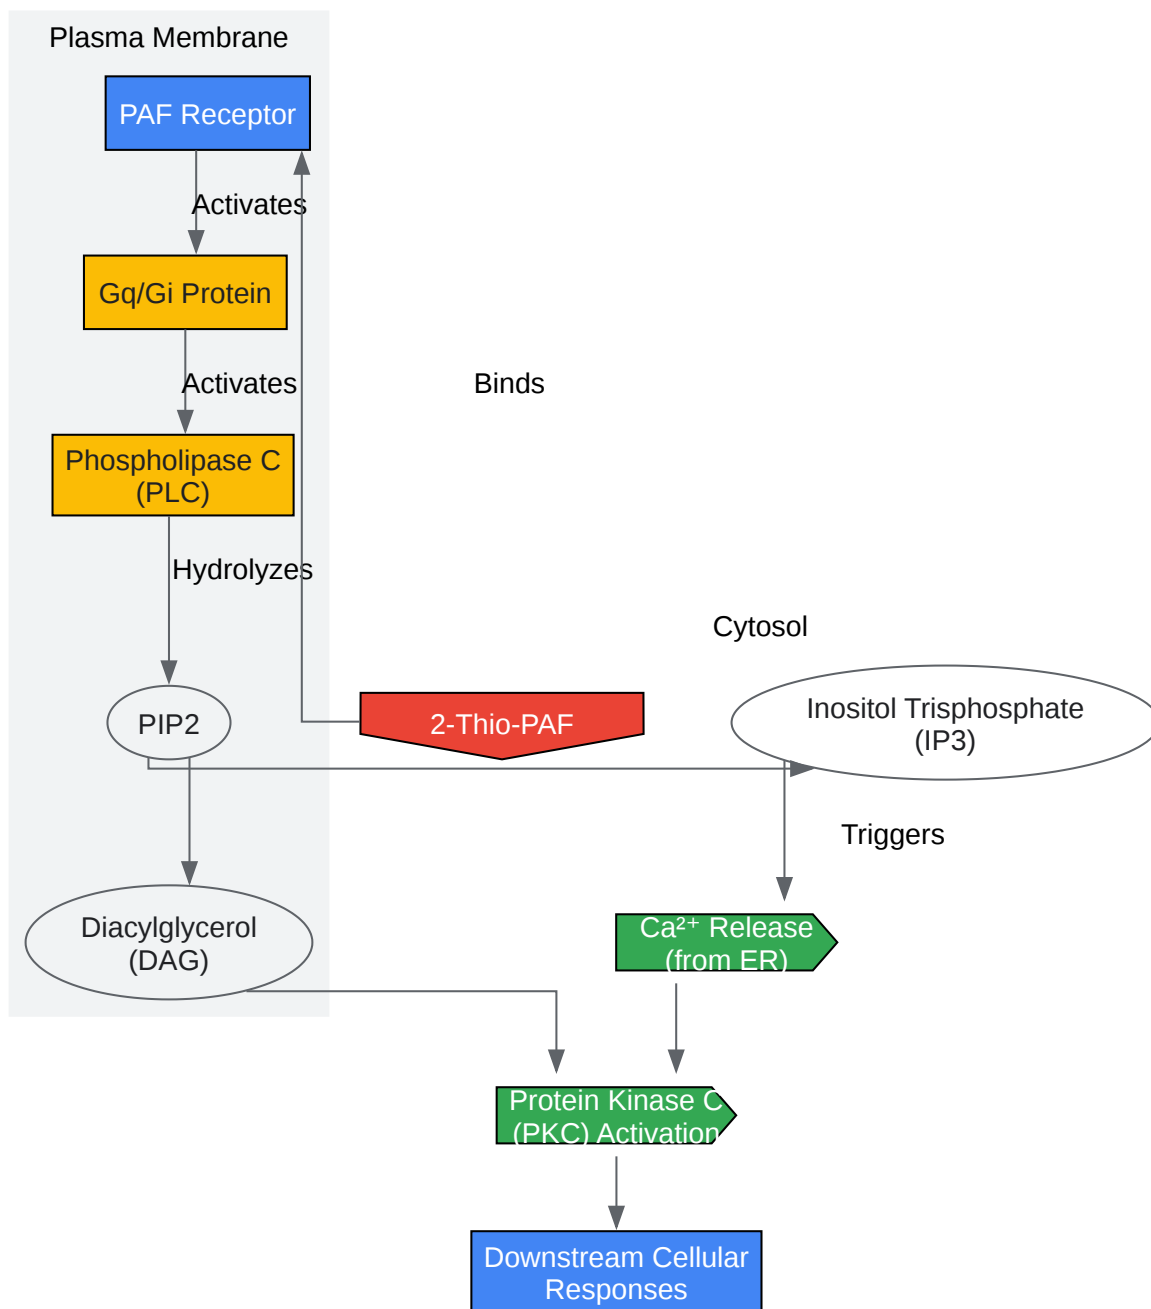 Plasma Membrane
PAF Receptor
Activates
Gq/Gi Protein
Activates
Binds
Phospholipase C
(PLC)
Hydrolyzes
Cytosol
PIP2
2-Thio-PAF
Inositol Trisphosphate
(IP3)
Triggers
Diacylglycerol
(DAG)
Ca²⁺ Release
(from ER)
Protein Kinase C
(PKC) Activation
Downstream Cellular
Responses